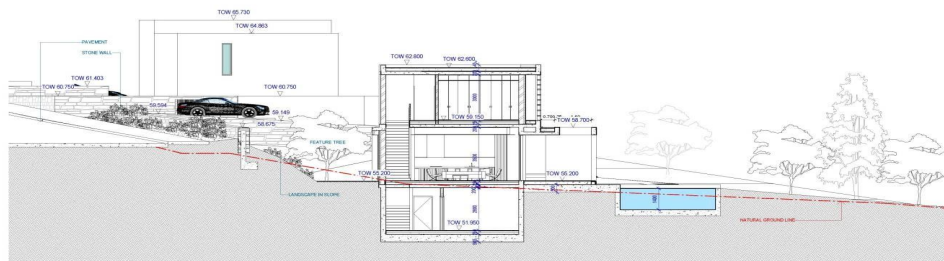 TOW 65.730
TOW 64.863
PAVEMENT
STONE WALL
TOW 62.800
TOW 62.600
TOW 61.403
TOW 60.750
TOW 60.750
59.594
59.149
58.675
TOW 59.150
TOW 58.700
FEATURE TREE
TOW 55.200
TOW 55.200
LANDSCAPE IN SLOPE
TOW 51.950
NATURAL GROUND LINE